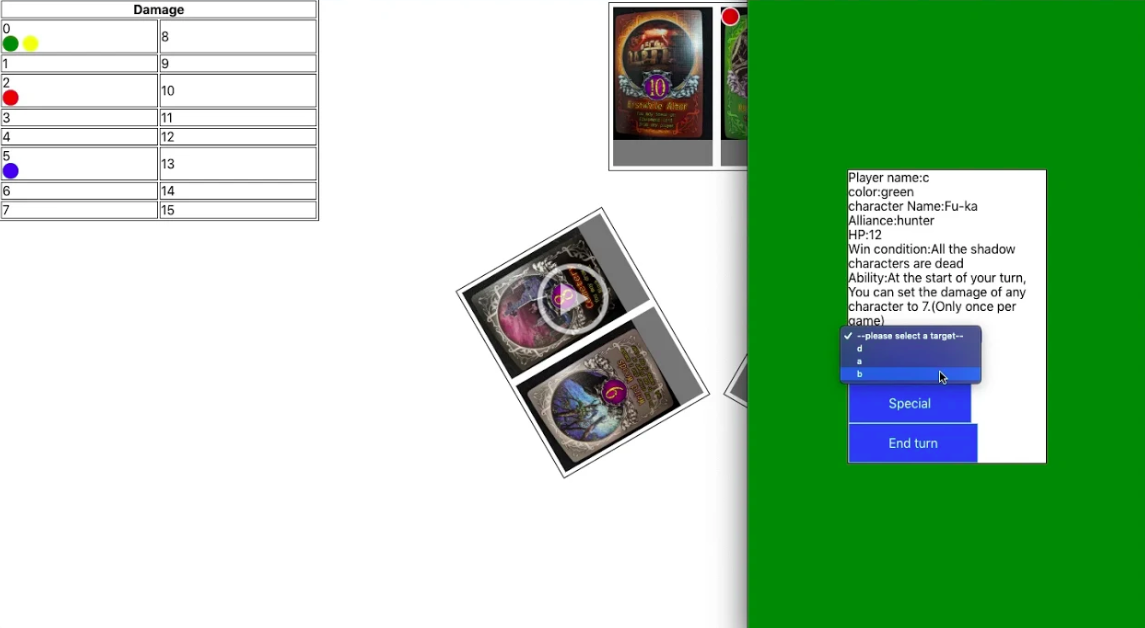 Damage
0
8
1
9
2
10
3
11
4
12
5
13
6
14
7
15
10
8
6
Player name:c
color:green
character Name:Fu-ka
Alliance:hunter
HP:12
Win condition:All the shadow
characters are dead
Ability:At the start of your turn,
You can set the damage of any
character to 7.(Only once per
game)
✓ --please select a target--
d
a
b
Special
End turn